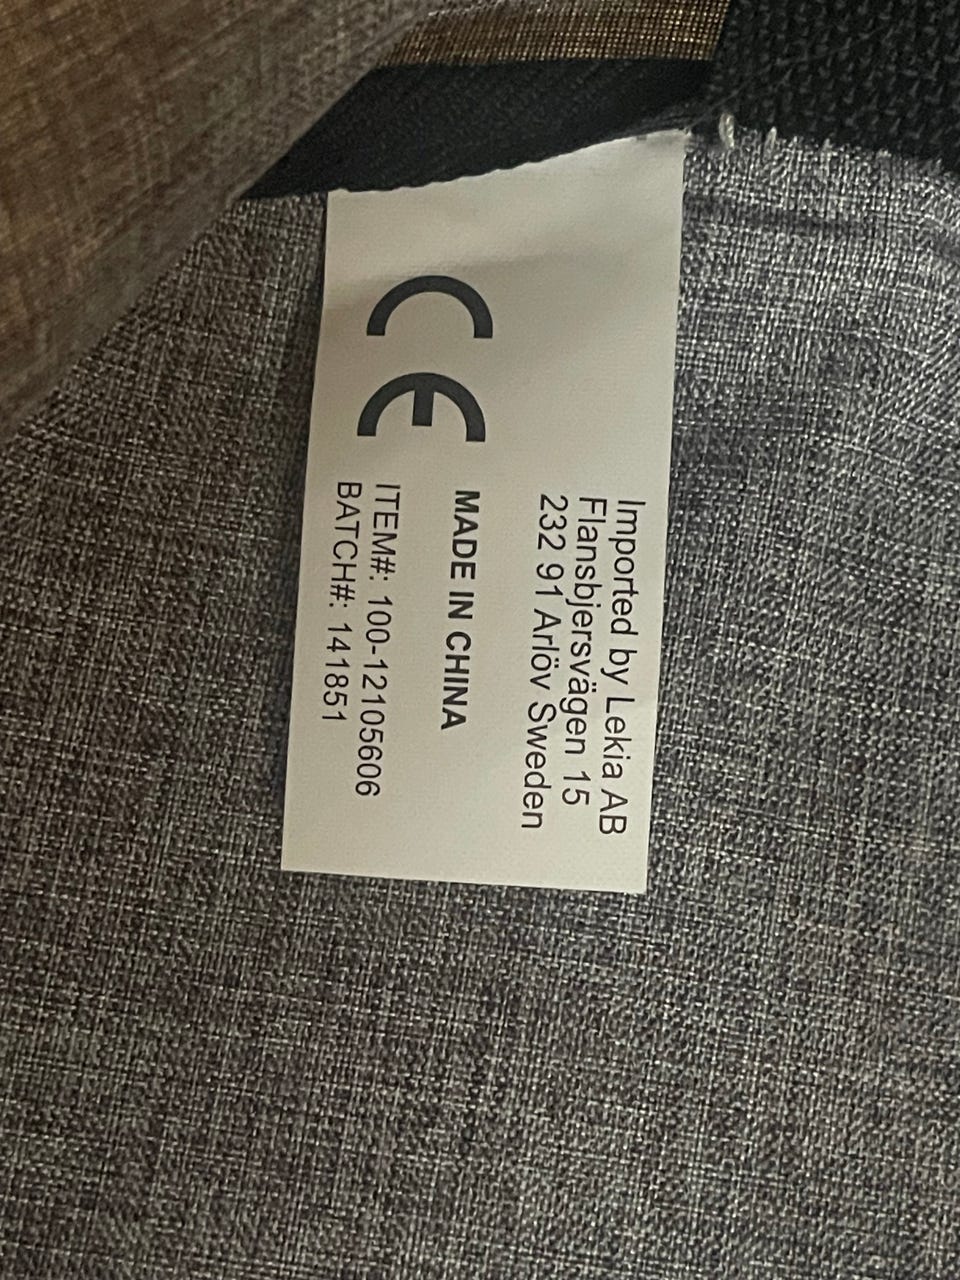 Imported by Lekia AB
Flansbjersvägen 15
232 91 Arlöv Sweden
MADE IN CHINA
CE
ITEM#: 100-12105606
BATCH#: 141851